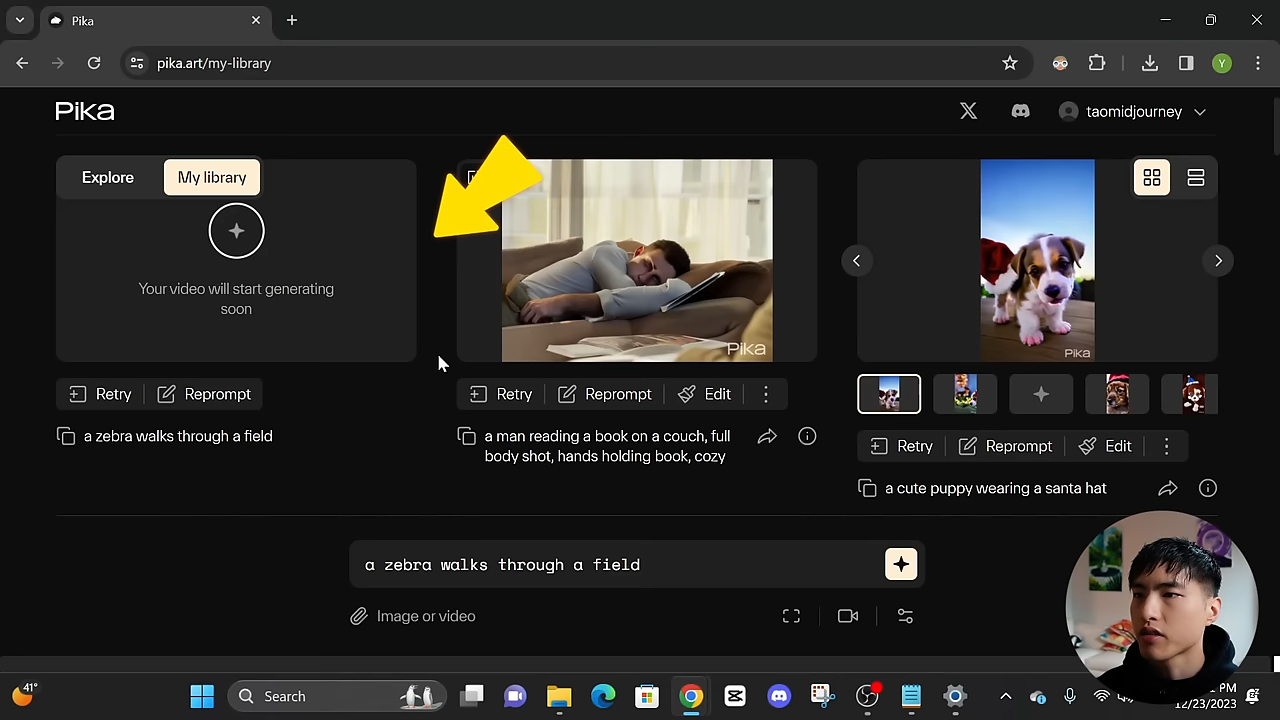 Pika
pika.art/my-library
Y
Pika
taomidjourney
Explore
My library
Your video will start generating
soon
Pika
Pika
Retry
Reprompt
Retry
Reprompt
Edit
a zebra walks through a field
a man reading a book on a couch, full
body shot, hands holding book, cozy
Retry
Reprompt
Edit
a cute puppy wearing a santa hat
a zebra walks through a field
Image or video
41°
Search
PM
12/23/2023